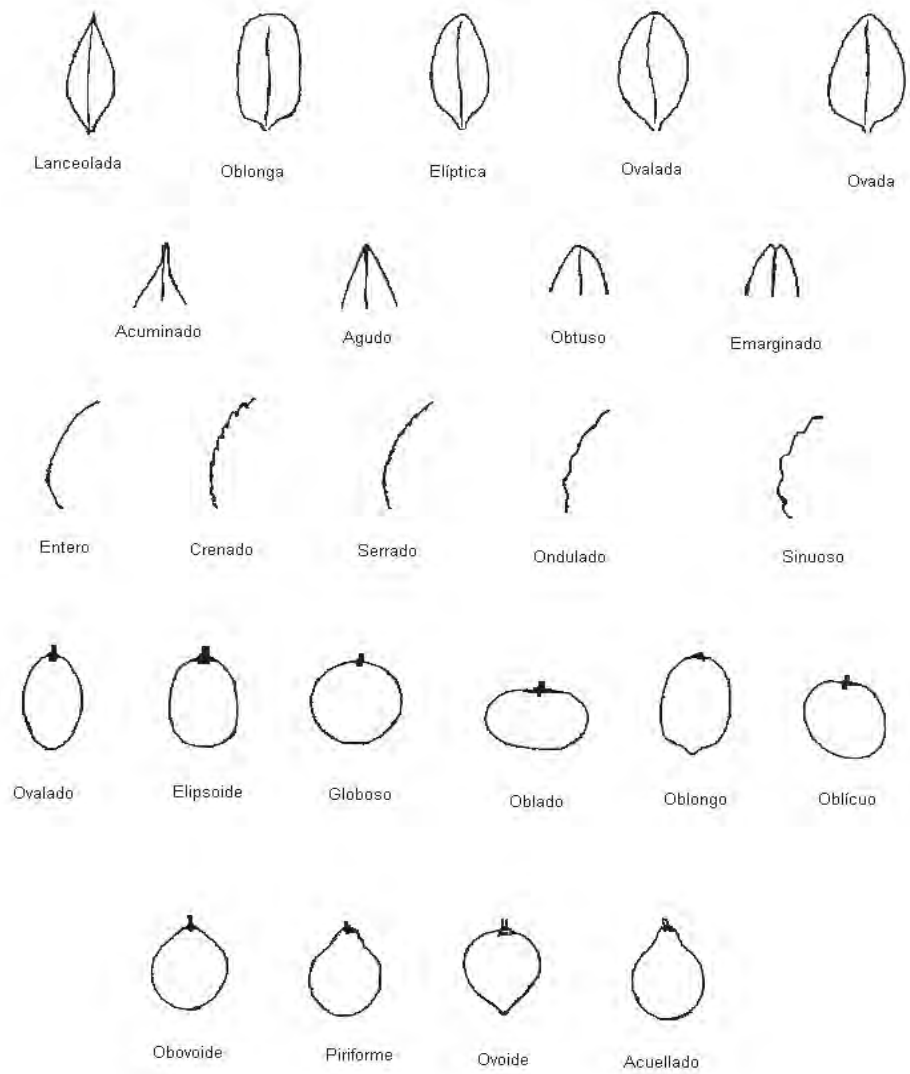 Lanceolada
Oblonga
Elíptica
Ovalada
Ovada
Acuminado
Agudo
Obtuso
Emarginado
Entero
Crenado
Serrado
Ondulado
Sinuoso
Ovalado
Elipsoide
Globoso
Oblado
Oblongo
Oblícuo
Obovoide
Piriforme
Ovoide
Acuellado